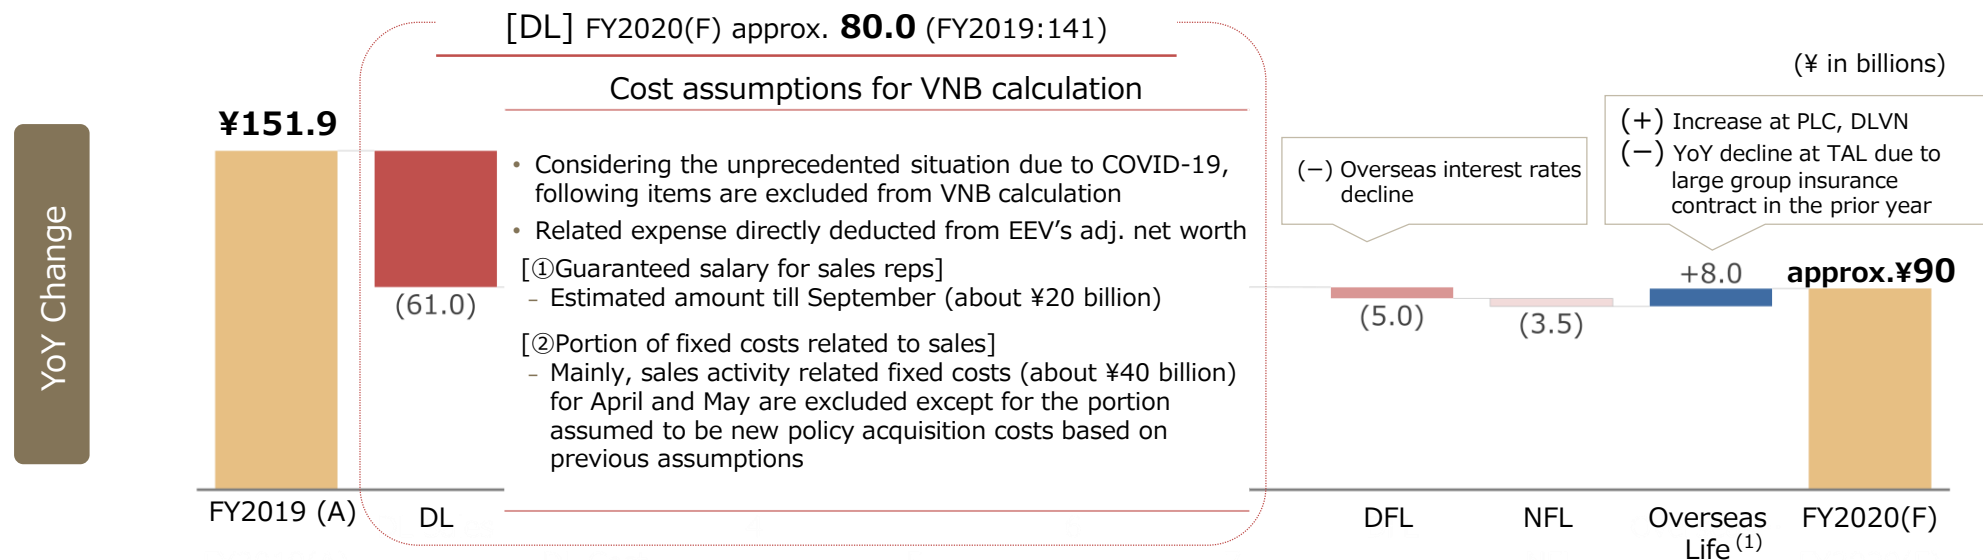 [DL] FY2020(F) approx. 80.0 (FY2019:141)
(¥ in billions)
Cost assumptions for VNB calculation
YoY Change
¥151.9
• Considering the unprecedented situation due to COVID-19,
following items are excluded from VNB calculation
• Related expense directly deducted from EEV's adj. net worth
[①Guaranteed salary for sales reps]
– Estimated amount till September (about ¥20 billion)
[②Portion of fixed costs related to sales]
– Mainly, sales activity related fixed costs (about ¥40 billion)
for April and May are excluded except for the portion
assumed to be new policy acquisition costs based on
previous assumptions
(61.0)
(−) Overseas interest rates
decline
(+) Increase at PLC, DLVN
(−) YoY decline at TAL due to
large group insurance
contract in the prior year
(5.0)
(3.5)
+8.0
approx.¥90
FY2019 (A)
DL
DFL
NFL
Overseas
Life (1)
FY2020(F)